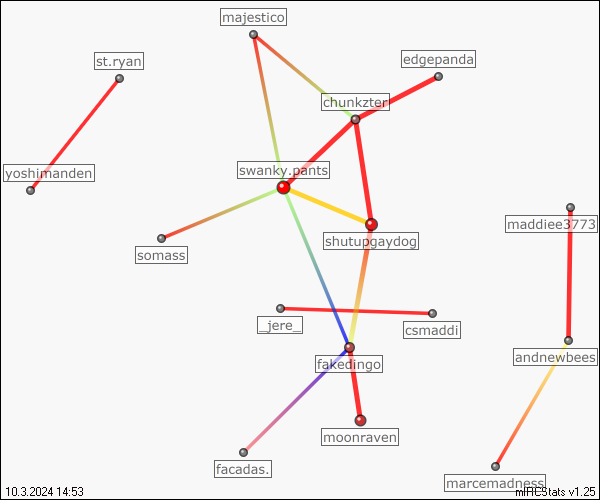 majestico
st.ryan
edgepanda
chunkzter
yoshimanden
swanky.pants
maddiee3773
shutupgaydog
somass
_jere_
csmaddi
andnewbees
fakedingo
moonraven
facadas.
marcemadness
10.3.2024 14:53
mIRCStats v1.25